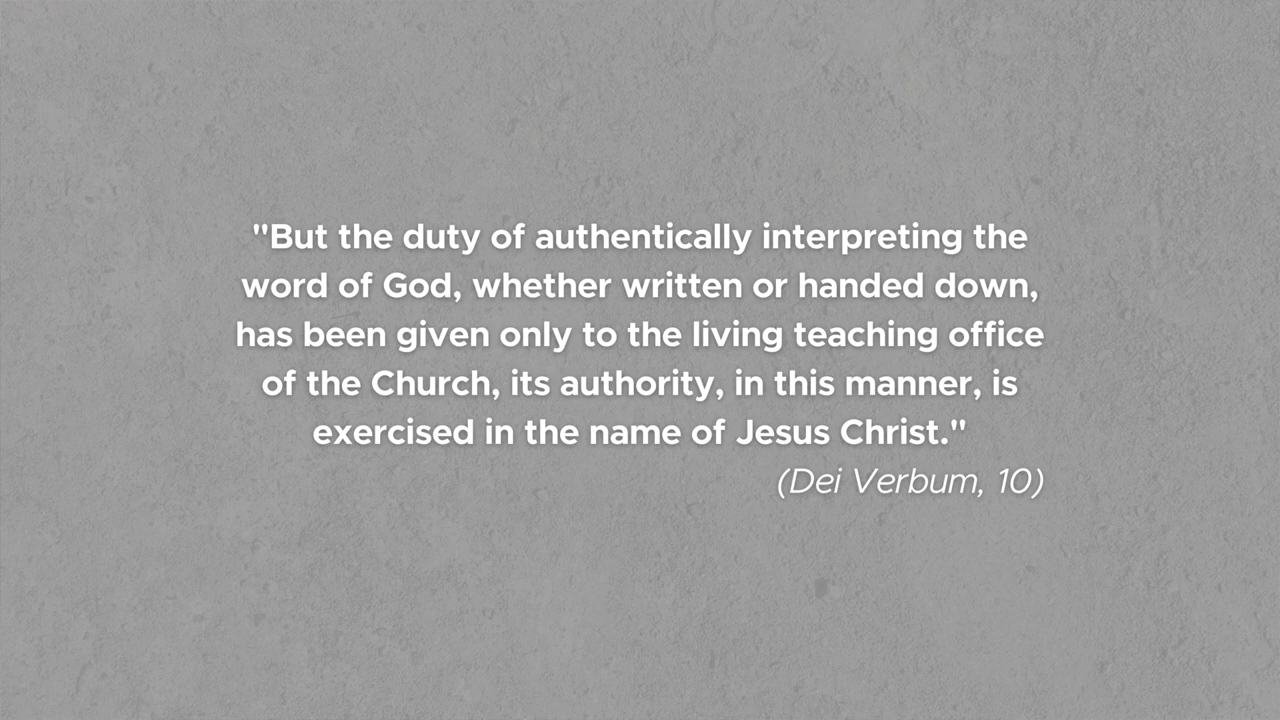 "But the duty of authentically interpreting the
word of God, whether written or handed down,
has been given only to the living teaching office
of the Church, its authority, in this manner, is
exercised in the name of Jesus Christ."
(Dei Verbum, 10)